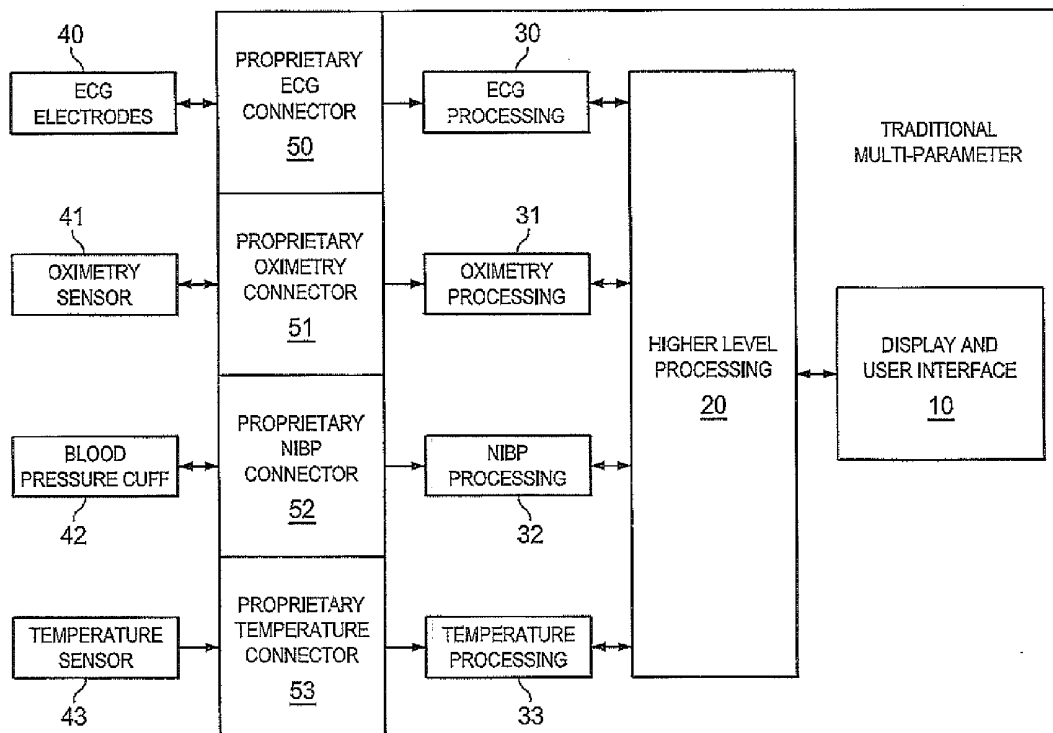 40
ECG
ELECTRODES
PROPRIETARY
ECG
CONNECTOR
50
30
ECG
PROCESSING
TRADITIONAL
MULTI-PARAMETER
41
OXIMETRY
SENSOR
PROPRIETARY
OXIMETRY
CONNECTOR
51
31
OXIMETRY
PROCESSING
HIGHER LEVEL
PROCESSING
20
DISPLAY AND
USER INTERFACE
10
BLOOD
PRESSURE CUFF
42
PROPRIETARY
NIBP
CONNECTOR
52
NIBP
PROCESSING
32
TEMPERATURE
SENSOR
43
PROPRIETARY
TEMPERATURE
CONNECTOR
53
TEMPERATURE
PROCESSING
33